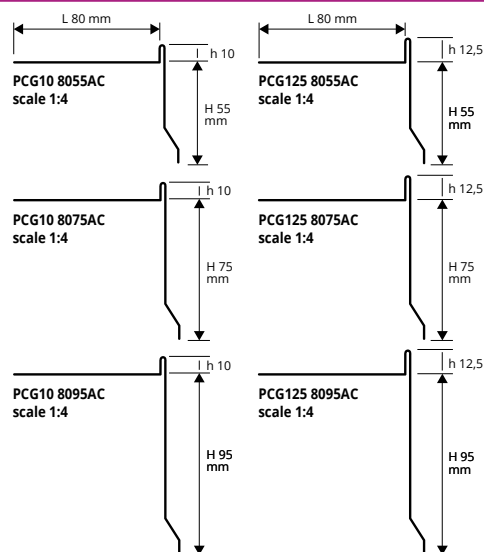 L 80 mm
h 10
PCG10 8055AC
scale 1:4
H 55
mm
L 80 mm
h 12,5
PCG125 8055AC
scale 1:4
H 55
mm
h 10
PCG10 8075AC
scale 1:4
H 75
mm
h 12,5
PCG125 8075AC
scale 1:4
H 75
mm
h 10
PCG10 8095AC
scale 1:4
H 95
mm
h 12,5
PCG125 8095AC
scale 1:4
H 95
mm